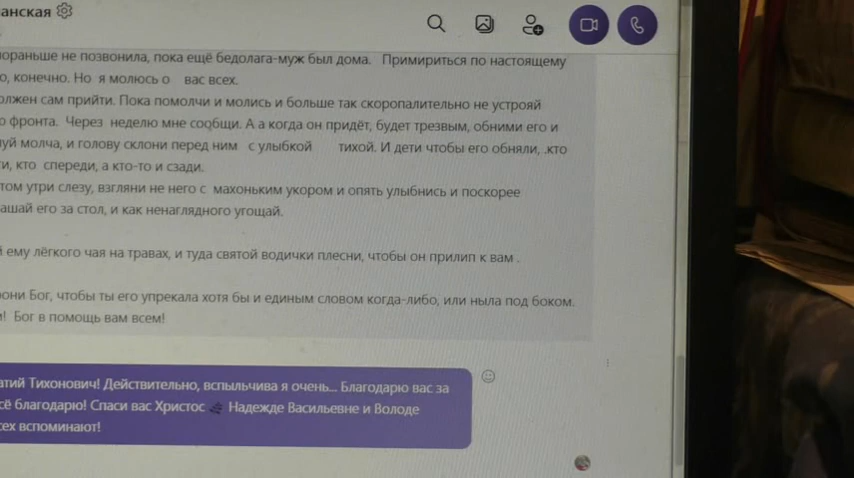 анская
ораньше не позвонила, пока ещё бедолага-муж был дома. Примириться по настоящему
о, конечно. Но я молюсь о вас всех.
олжен сам прийти. Пока помолчи и молись и больше так скоропалительно не устрояй
о фронта. Через неделю мне сообщи. А а когда он придёт, будет трезвым, обними его и
уй молча, и голову склони перед ним с улыбкой тихой. И дети чтобы его обняли, .кто
и, кто спереди, а кто-то и сзади.
том утри слезу, взгляни не него с махоньким укором и опять улыбнись и поскорее
ашай его за стол, и как ненаглядного угощай.
й ему лёгкого чая на травах, и туда святой водички плесни, чтобы он прилип к вам .
рони Бог, чтобы ты его упрекала хотя бы и единым словом когда-либо, или ныла под боком.
и! Бог в помощь вам всем!
атий Тихонович! Действительно, вспыльчива я очень... Благодарю вас за
сё благодарю! Спаси вас Христос Надежде Васильевне и Володе
сех вспоминают!